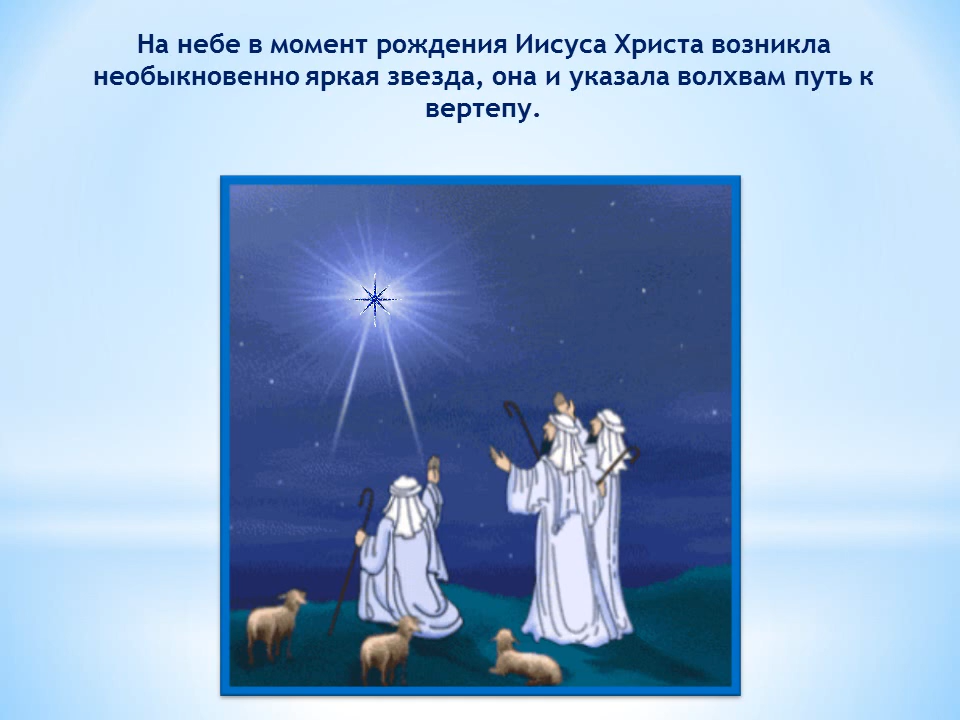 На небе в момент рождения Иисуса Христа возникла
необыкновенно яркая звезда, она и указала волхвам путь к
вертепу.